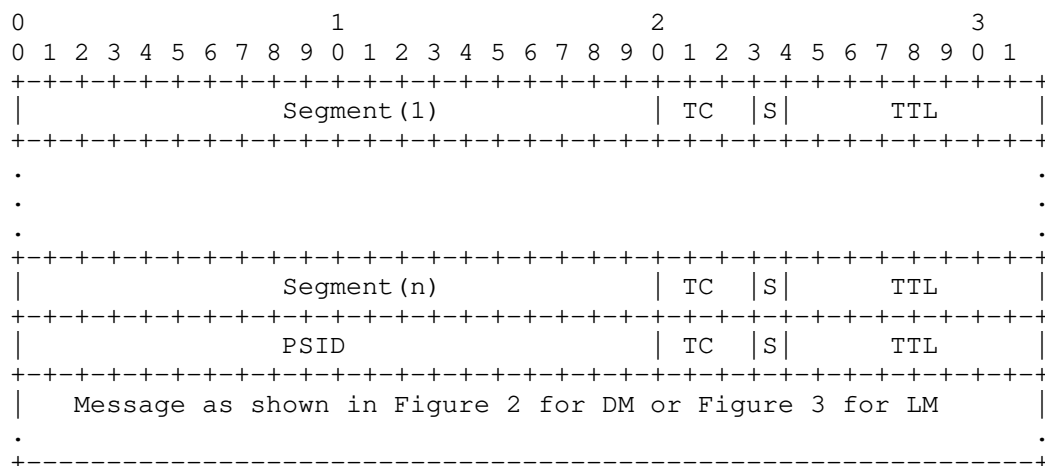 0                   1                   2                   3
0 1 2 3 4 5 6 7 8 9 0 1 2 3 4 5 6 7 8 9 0 1 2 3 4 5 6 7 8 9 0 1
+-+-+-+-+-+-+-+-+-+-+-+-+-+-+-+-+-+-+-+-+-+-+-+-+-+-+-+-+-+-+-+-+
|                Segment(1)             | TC  |S|      TTL      |
+-+-+-+-+-+-+-+-+-+-+-+-+-+-+-+-+-+-+-+-+-+-+-+-+-+-+-+-+-+-+-+-+
.                                                               .
.                                                               .
.                                                               .
+-+-+-+-+-+-+-+-+-+-+-+-+-+-+-+-+-+-+-+-+-+-+-+-+-+-+-+-+-+-+-+-+
|                Segment(n)             | TC  |S|      TTL      |
+-+-+-+-+-+-+-+-+-+-+-+-+-+-+-+-+-+-+-+-+-+-+-+-+-+-+-+-+-+-+-+-+
|                PSID                   | TC  |S|      TTL      |
+-+-+-+-+-+-+-+-+-+-+-+-+-+-+-+-+-+-+-+-+-+-+-+-+-+-+-+-+-+-+-+-+
|   Message as shown in Figure 2 for DM or Figure 3 for LM      |
.                                                               .
+---------------------------------------------------------------+